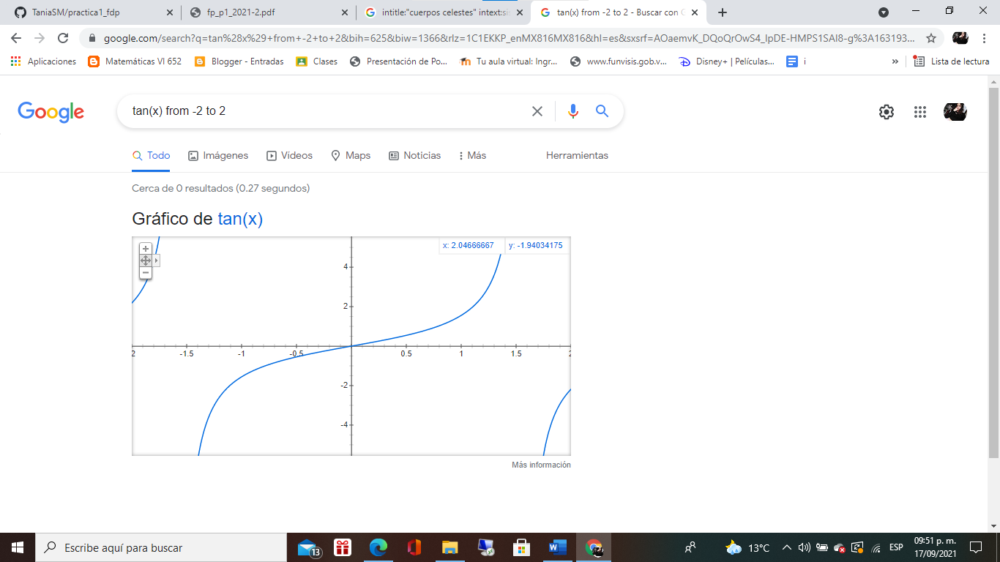 TaniaSM/practica1_fdp
fp_p1_2021-2.pdf
intitle:"cuerpos celestes" intext:si
tan(x) from -2 to 2 - Buscar con G
google.com/search?q=tan%28x%29+from+-2+to+2&bih=625&biw=1366&rlz=1C1EKKP_enMX816MX816&hl=es&sxsrf=AOaemvK_DQoQrOwS4_lpDE-HMPS1SAl8-g%3A163193...
Aplicaciones
Matemáticas VI 652
Blogger - Entradas
Clases
Presentación de Po...
Tu aula virtual: Ingr...
www.funvisis.gob.v...
Disney+ | Películas...
i
»
Lista de lectura
Google
tan(x) from -2 to 2
Todo
Imágenes
Vídeos
Maps
Noticias
Más
Herramientas
Cerca de 0 resultados (0.27 segundos)
Gráfico de tan(x)
x: 2.04666667
y: -1.94034175
4
2
2 -1.5 -1 -0.5 0.5 1 1.5 2
-2
-4
Más información
Escribe aquí para buscar
13
13°C
ESP
09:51 p. m.
17/09/2021